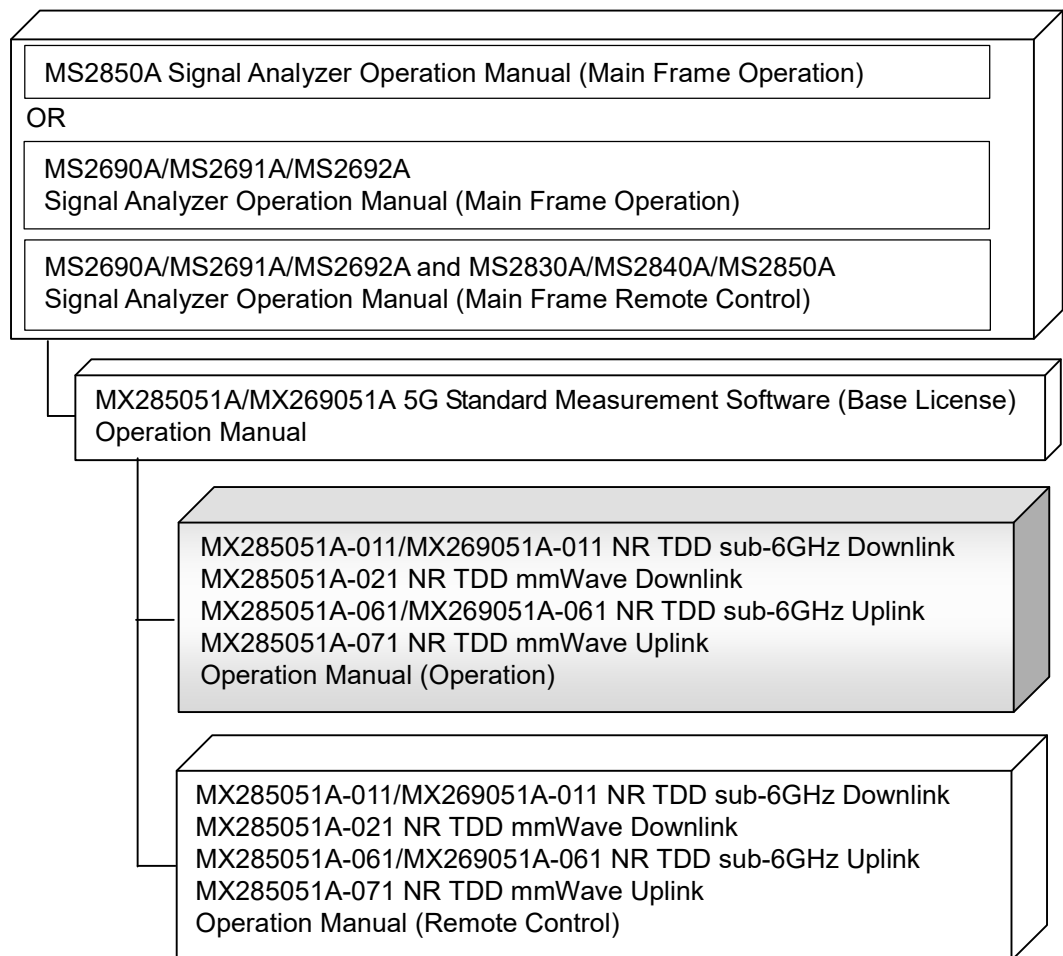 MS2850A Signal Analyzer Operation Manual (Main Frame Operation)
OR
MS2690A/MS2691A/MS2692A
Signal Analyzer Operation Manual (Main Frame Operation)
MS2690A/MS2691A/MS2692A and MS2830A/MS2840A/MS2850A
Signal Analyzer Operation Manual (Main Frame Remote Control)
MX285051A/MX269051A 5G Standard Measurement Software (Base License)
Operation Manual
MX285051A-011/MX269051A-011 NR TDD sub-6GHz Downlink
MX285051A-021 NR TDD mmWave Downlink
MX285051A-061/MX269051A-061 NR TDD sub-6GHz Uplink
MX285051A-071 NR TDD mmWave Uplink
Operation Manual (Operation)
MX285051A-011/MX269051A-011 NR TDD sub-6GHz Downlink
MX285051A-021 NR TDD mmWave Downlink
MX285051A-061/MX269051A-061 NR TDD sub-6GHz Uplink
MX285051A-071 NR TDD mmWave Uplink
Operation Manual (Remote Control)